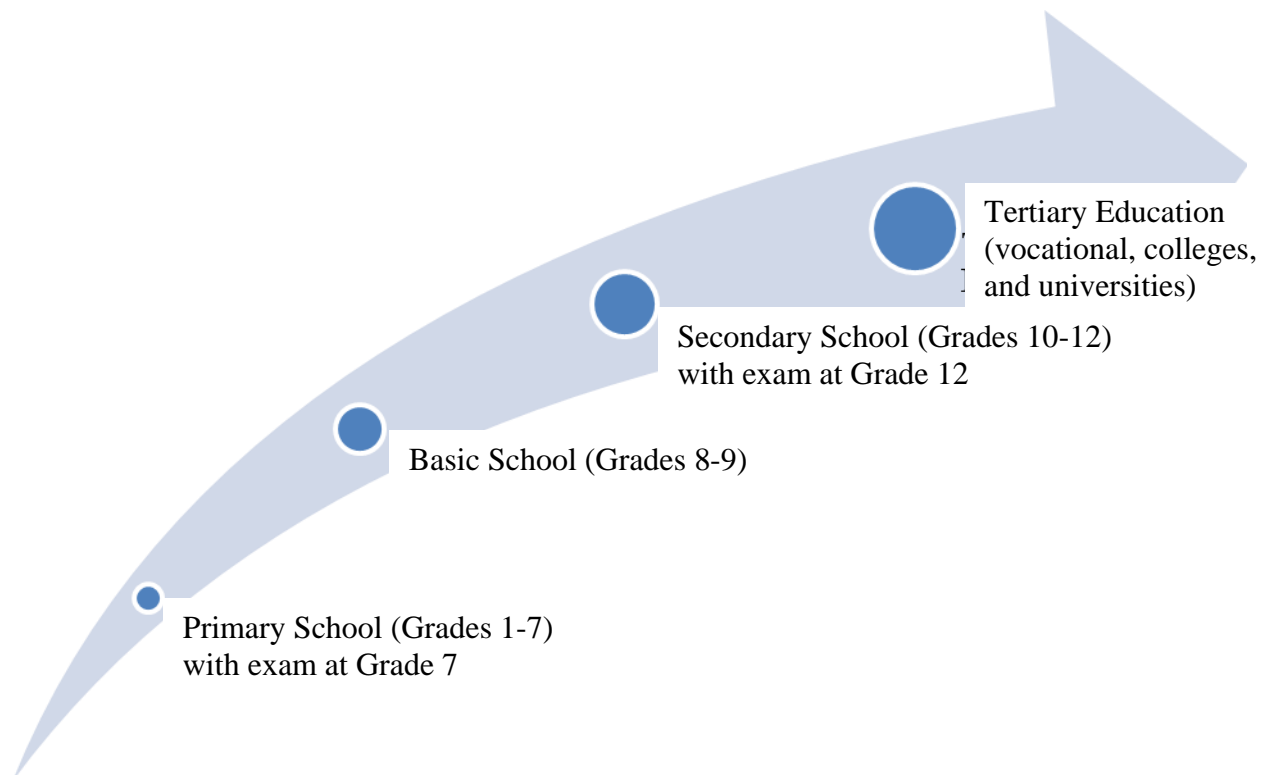 Tertiary Education
(vocational, colleges,
and universities)
Secondary School (Grades 10-12)
with exam at Grade 12
Basic School (Grades 8-9)
Primary School (Grades 1-7)
with exam at Grade 7